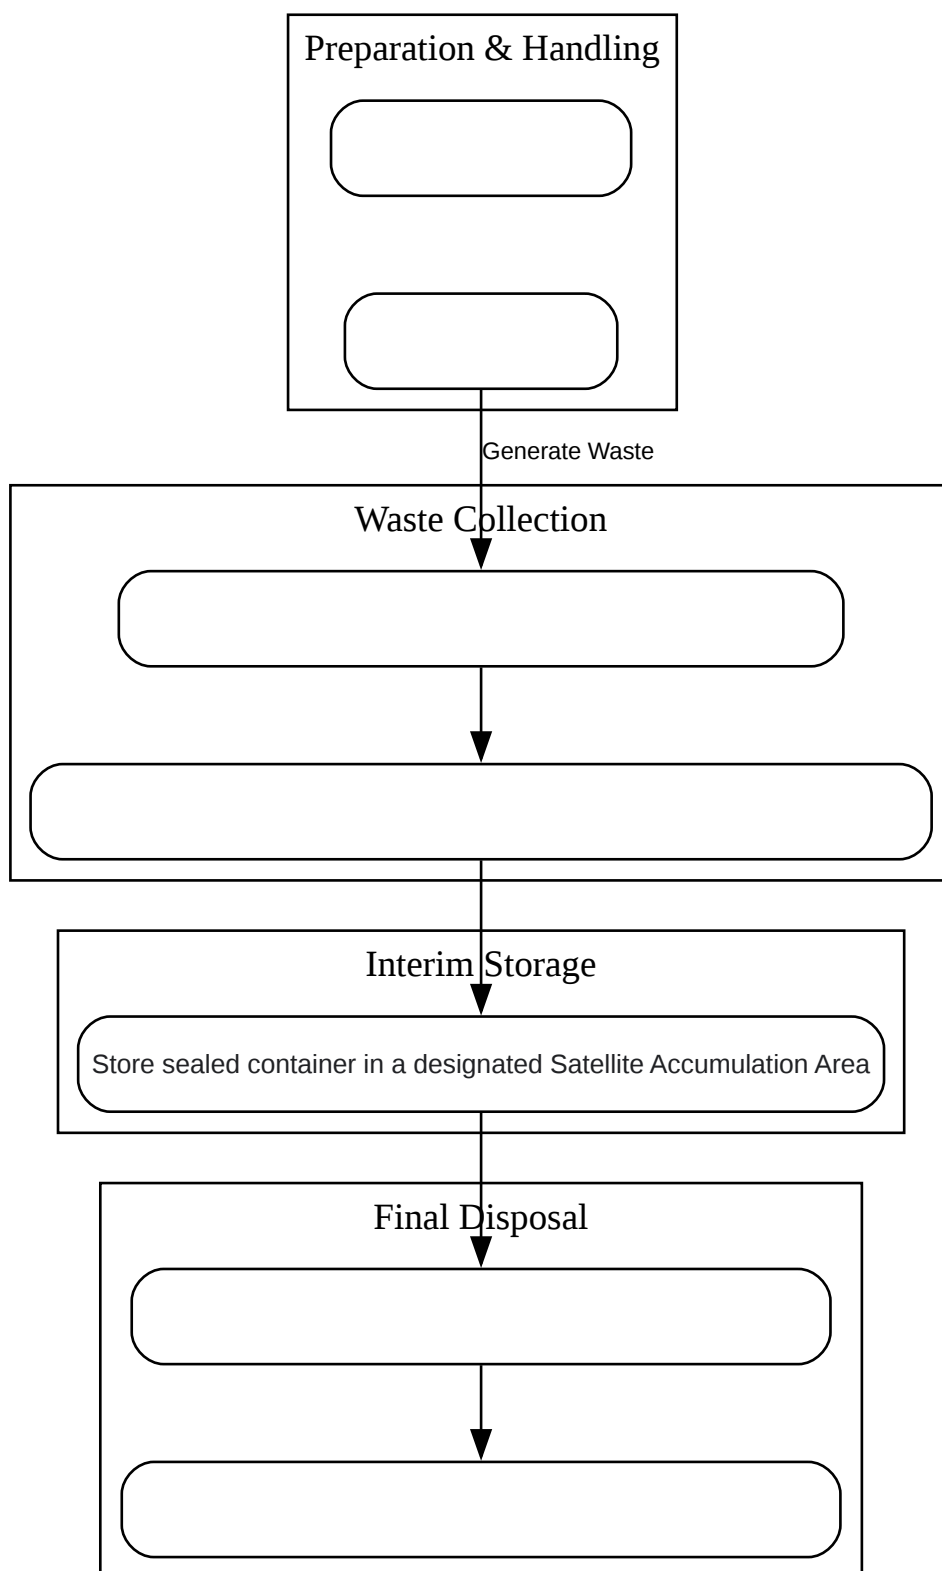 Preparation & Handling
Generate Waste
Waste Collection
Interim Storage
Store sealed container in a designated Satellite Accumulation Area
Final Disposal